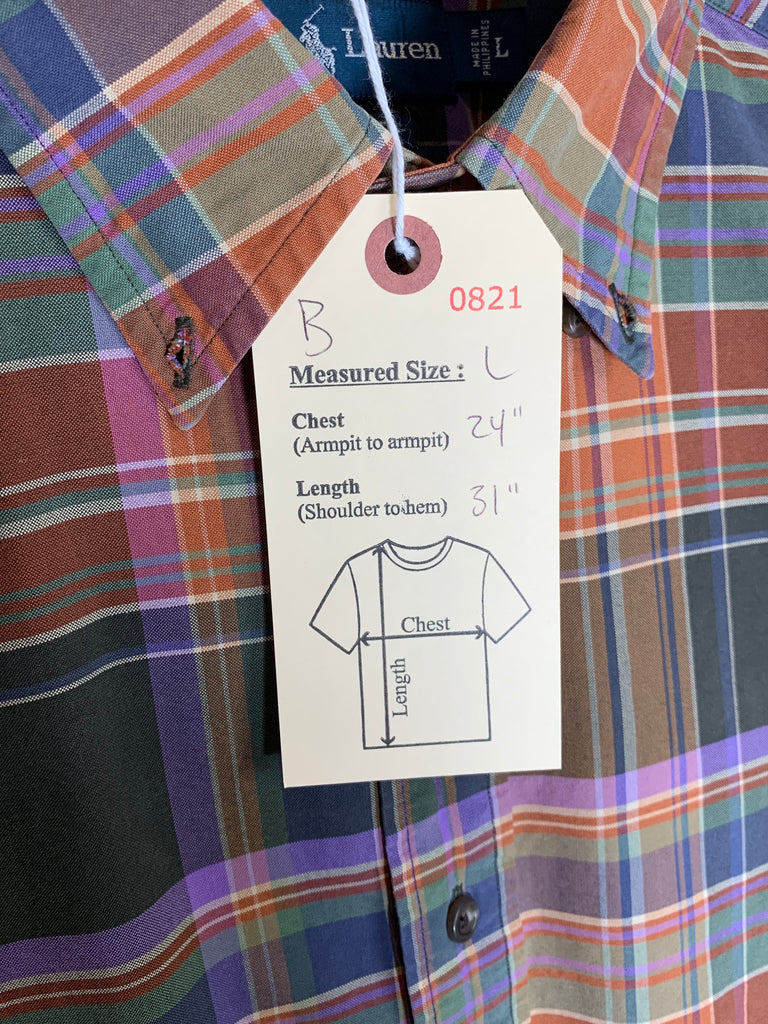 Lauren
MADE IN
PHILIPPINES
L
0821
B
Measured Size : L
Chest
(Armpit to armpit) 24"
Length
(Shoulder to hem) 31"
Chest
Length